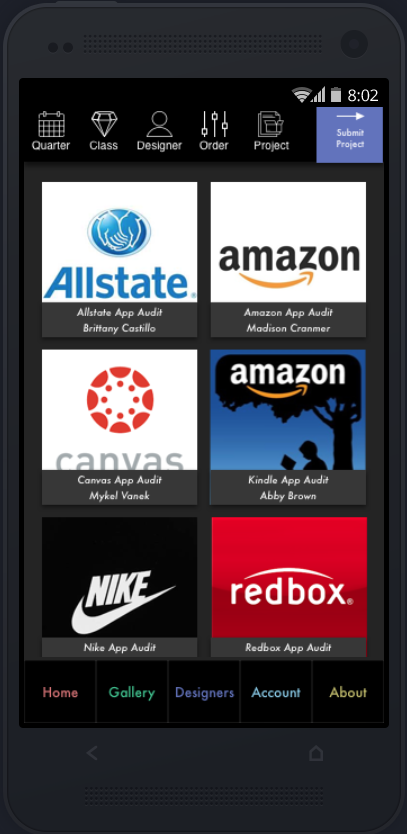 8:02
Quarter Class Designer Order Project
Submit
Project
Allstate®
amazon
Allstate App Audit
Brittany Castillo
Amazon App Audit
Madison Cranmer
canvas
amazon
Canvas App Audit
Mykel Vanek
Kindle App Audit
Abby Brown
NIKE
redbox®
Nike App Audit
Redbox App Audit
Home Gallery Designers Account About